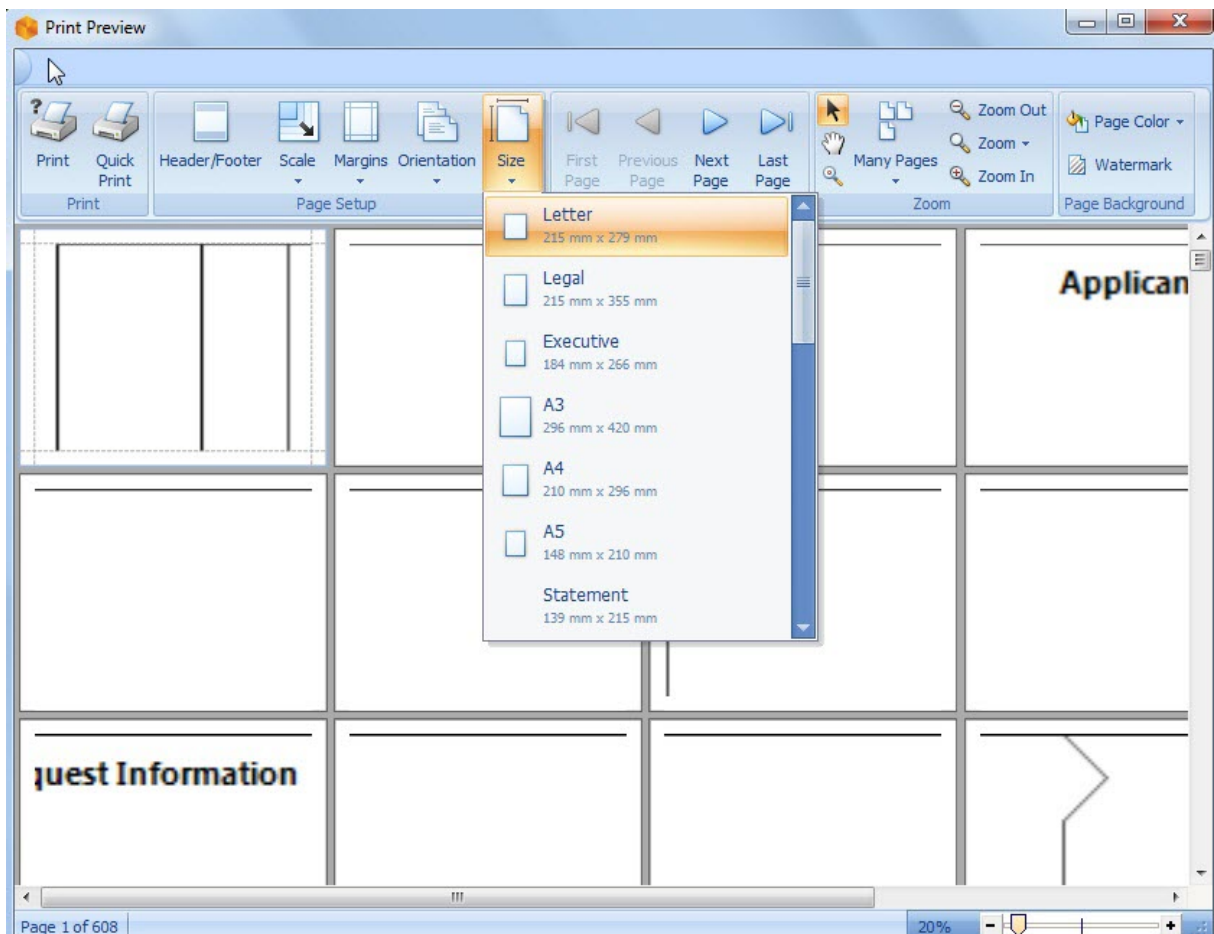 Print Preview
Print
Quick Print
Header/Footer
Scale
Margins
Orientation
Size
First Page
Previous Page
Next Page
Last Page
Many Pages
Zoom Out
Zoom
Zoom In
Page Color
Watermark
Print
Page Setup
Zoom
Page Background
Letter
215 mm x 279 mm
Legal
215 mm x 355 mm
Executive
184 mm x 266 mm
A3
296 mm x 420 mm
A4
210 mm x 296 mm
A5
148 mm x 210 mm
Statement
139 mm x 215 mm
Applican
quest Information
Page 1 of 608
20%